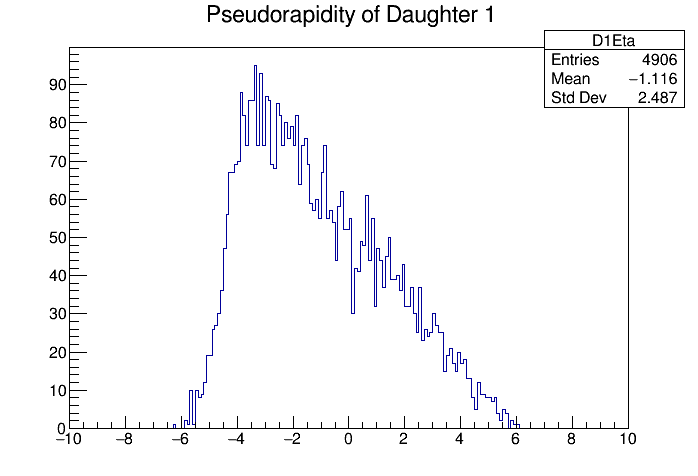 Pseudorapidity of Daughter 1
D1Eta
Entries 4906
Mean −1.116
Std Dev 2.487
90
80
70
60
50
40
30
20
10
0
−10 −8 −6 −4 −2 0 2 4 6 8 10